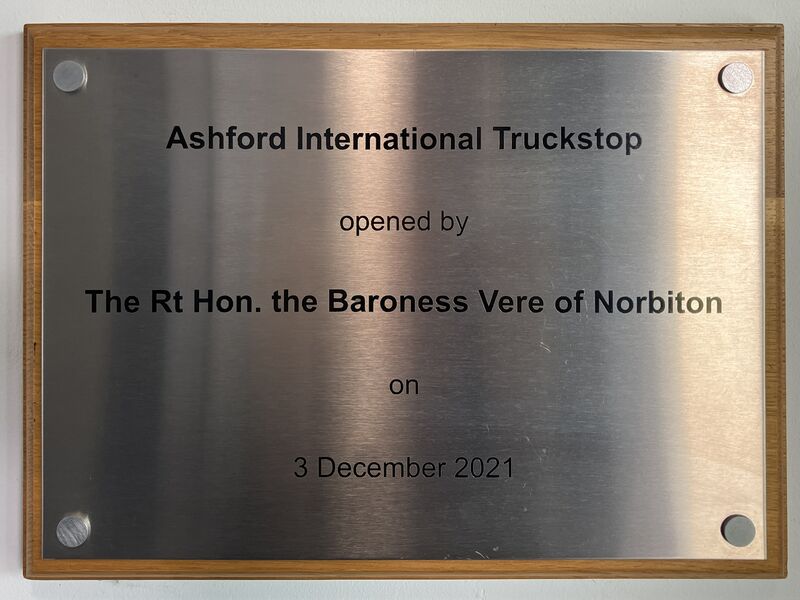 Ashford International Truckstop
opened by
The Rt Hon. the Baroness Vere of Norbiton
on
3 December 2021